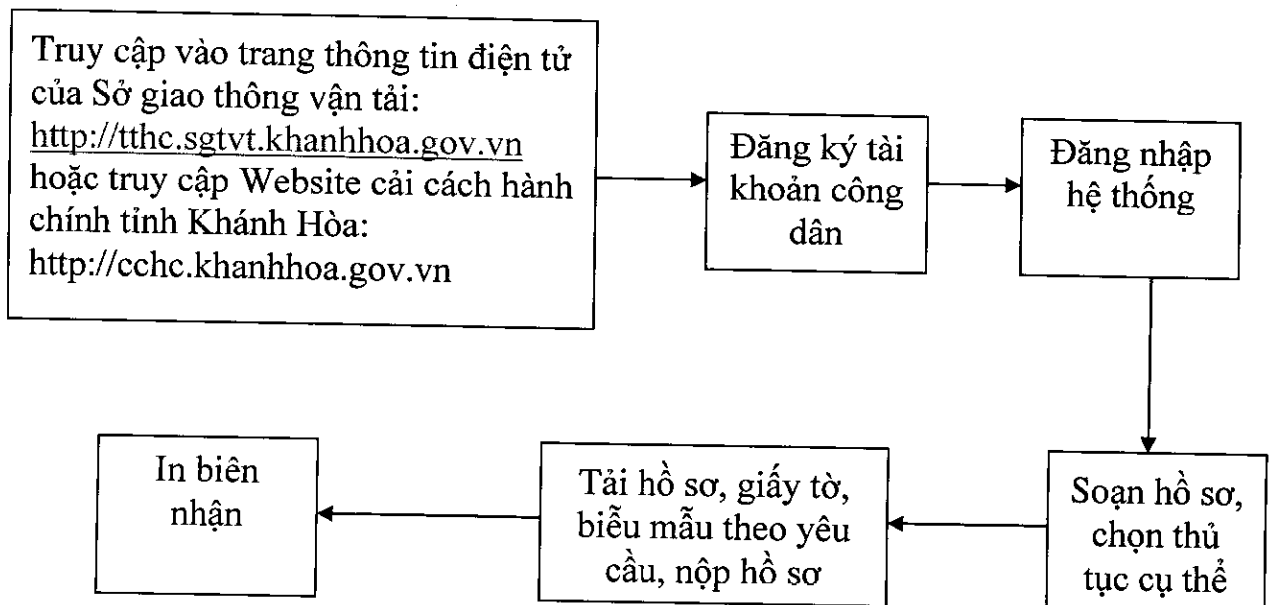 Truy cập vào trang thông tin điện tử
của Sở giao thông vận tải:
http://tthc.sgtvt.khanhhoa.gov.vn
hoặc truy cập Website cải cách hành
chính tỉnh Khánh Hòa:
http://cchc.khanhhoa.gov.vn
Đăng ký tài
khoản công
dân
Đăng nhập
hệ thống
Soạn hồ sơ,
chọn thủ
tục cụ thể
Tải hồ sơ, giấy tờ,
biễu mẫu theo yêu
cầu, nộp hồ sơ
In biên
nhận